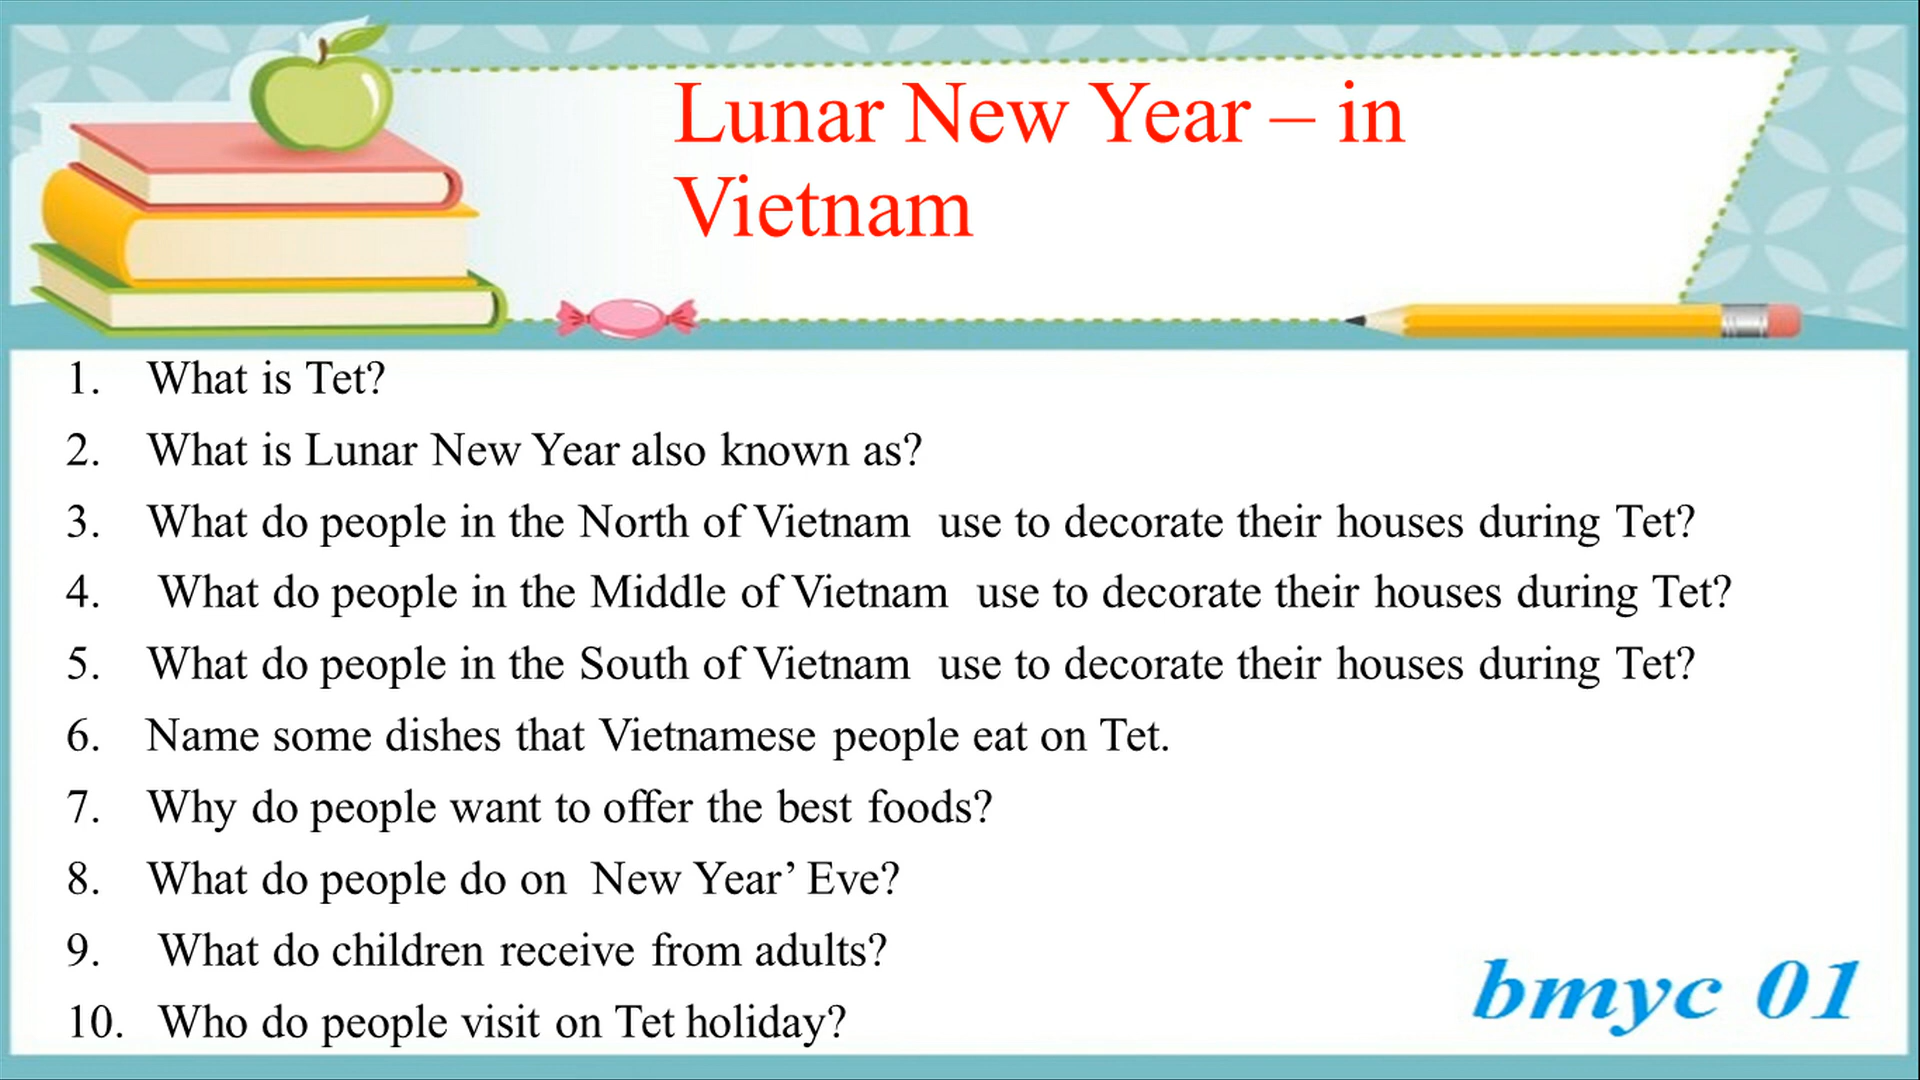 Lunar New Year – in
Vietnam
1. What is Tet?
2. What is Lunar New Year also known as?
3. What do people in the North of Vietnam  use to decorate their houses during Tet?
4. What do people in the Middle of Vietnam  use to decorate their houses during Tet?
5. What do people in the South of Vietnam  use to decorate their houses during Tet?
6. Name some dishes that Vietnamese people eat on Tet.
7. Why do people want to offer the best foods?
8. What do people do on  New Year’ Eve?
9. What do children receive from adults?
10. Who do people visit on Tet holiday?
bmyc 01